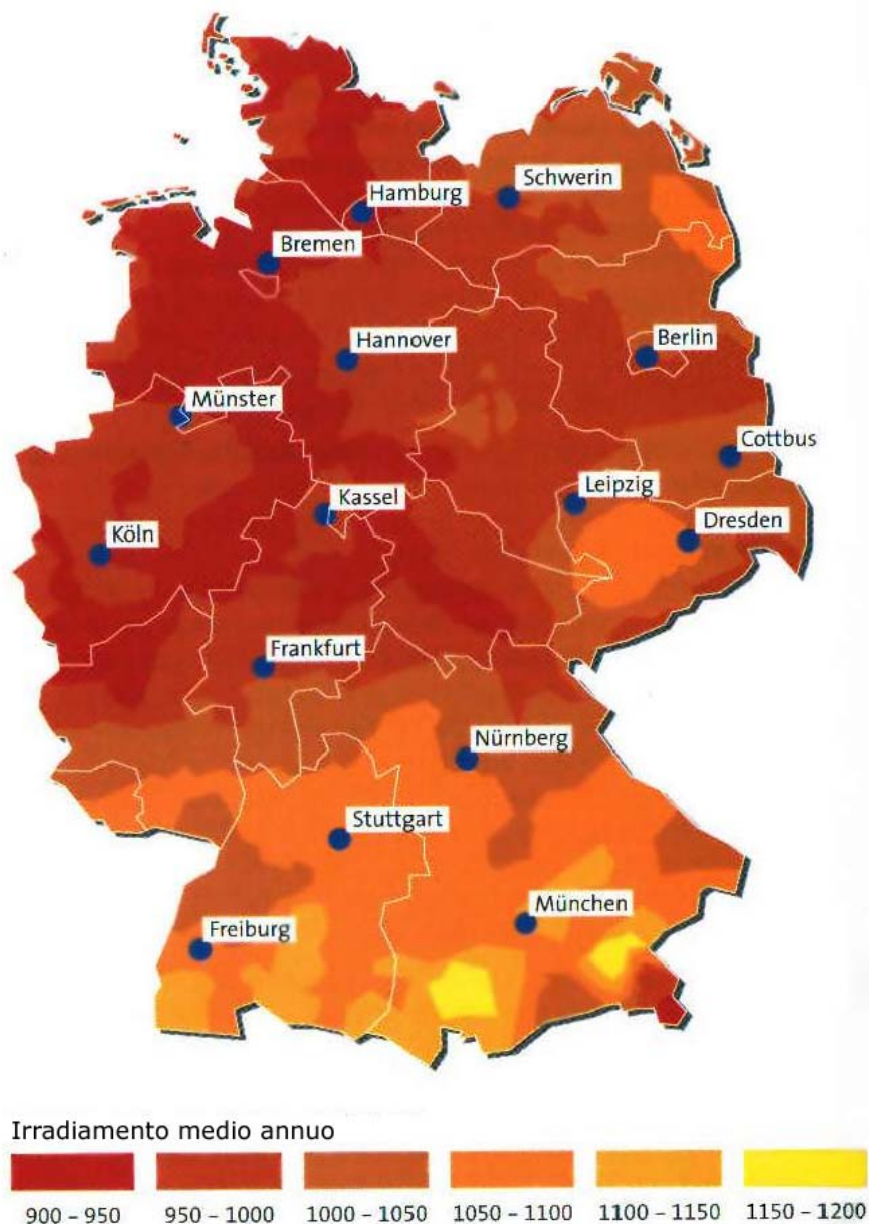 Schwerin
Hamburg
Bremen
Hannover
Berlin
Münster
Cottbus
Leipzig
Kassel
Dresden
Köln
Frankfurt
Nürnberg
Stuttgart
München
Freiburg
Irradiamento medio annuo
900 – 950 950 – 1000 1000 – 1050 1050 – 1100 1100 – 1150 1150 – 1200